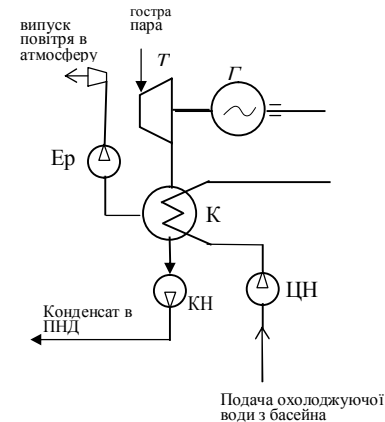 випуск
повітря в
атмосферу
гостра
пара
Т
Г
Ер
К
КН
ЦН
Конденсат в
ПНД
Подача охолоджуючої
води з басейна